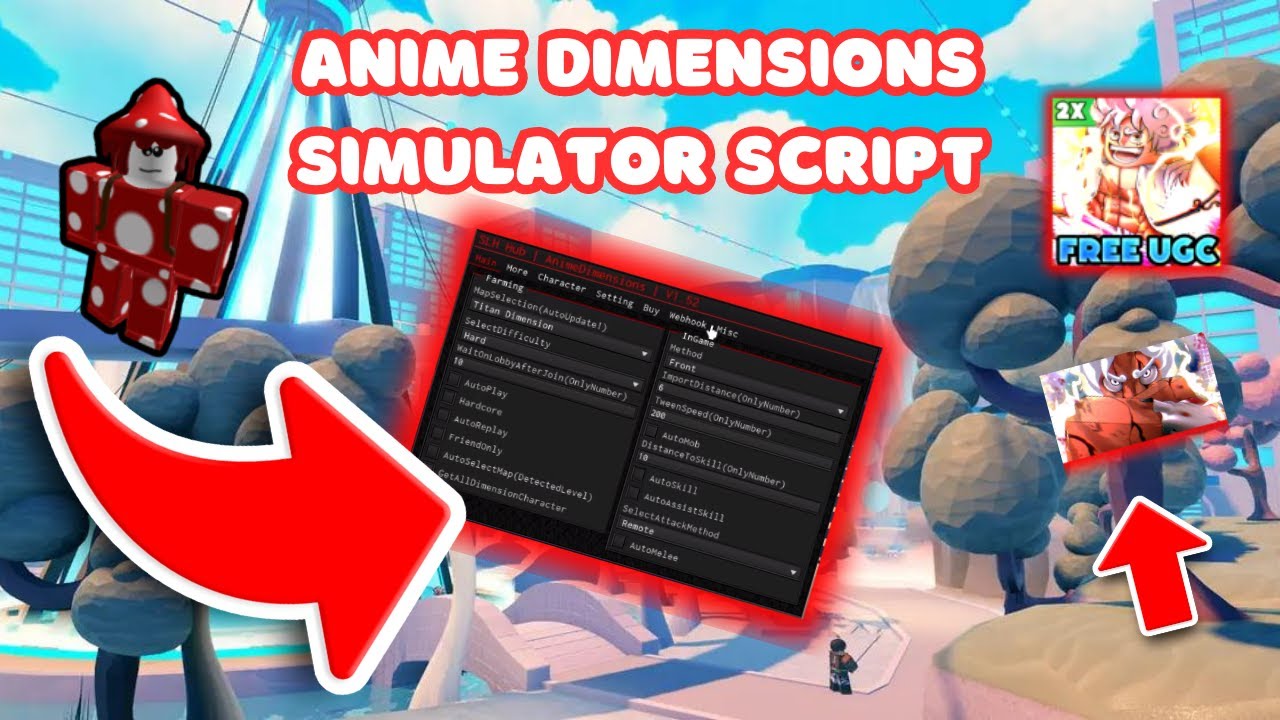 ANIME DIMENSIONS
SIMULATOR SCRIPT
2X
FREE UGC
SLH Hub | AnimeDimensions | V1 52
Main More Character Setting Buy Webhook Misc
Farming
MapSelection(AutoUpdate!)
Titan Dimension
SelectDifficulty
Hard
WaitOnLobbyAfterJoin(OnlyNumber)
10
AutoPlay
Hardcore
AutoReplay
FriendOnly
AutoSelectMap(DetectedLevel)
GetAllDimensionCharacter
InGame
Method
Front
ImportDistance(OnlyNumber)
6
TweenSpeed(OnlyNumber)
200
AutoMob
DistanceToSkill(OnlyNumber)
10
AutoSkill
AutoAssistSkill
SelectAttackMethod
Remote
AutoMelee